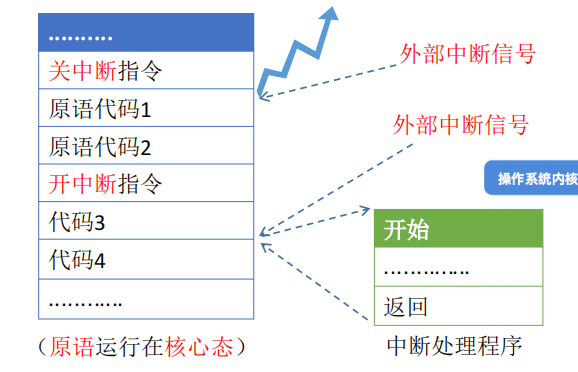 ..........
关中断指令
原语代码1
原语代码2
开中断指令
代码3
代码4
...........
（原语运行在核心态）
外部中断信号
外部中断信号
操作系统内核
开始
.............
返回
中断处理程序